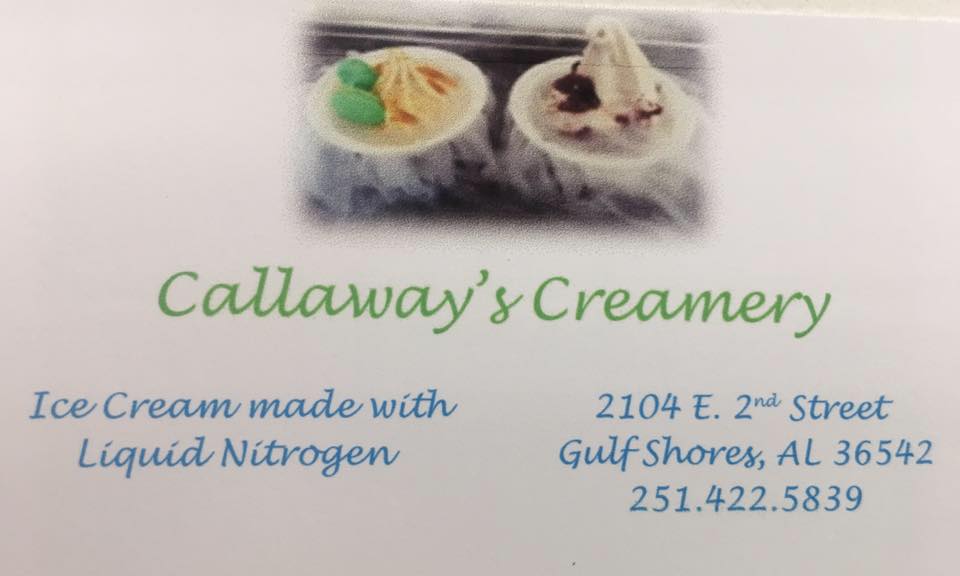 Callaway's Creamery
Ice Cream made with
Liquid Nitrogen
2104 E. 2nd Street
Gulf Shores, AL 36542
251.422.5839